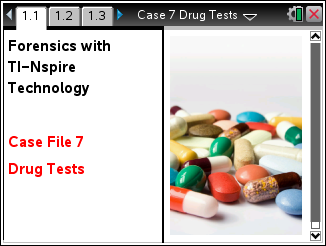 1.1 1.2 1.3 Case 7 Drug Tests
Forensics with
TI-Nspire
Technology
Case File 7
Drug Tests